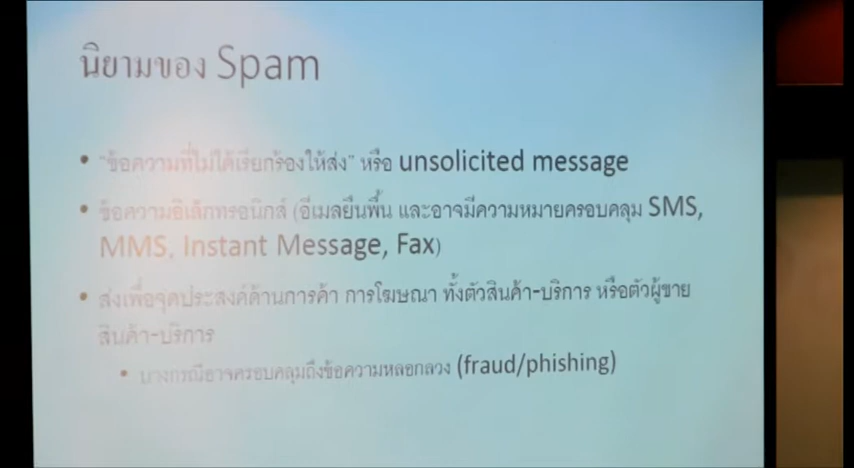 นิยามของ Spam
• "ข้อความที่ไม่ได้เรียกร้องให้ส่ง" หรือ unsolicited message
• ข้อความอิเล็กทรอนิกส์ (อีเมลยืนพื้น และอาจมีความหมายครอบคลุม SMS,
MMS, Instant Message, Fax)
• ส่งเพื่อจุดประสงค์ด้านการค้า การโฆษณา ทั้งตัวสินค้า-บริการ หรือตัวผู้ขาย
สินค้า-บริการ
• บางกรณีอาจครอบคลุมถึงข้อความหลอกลวง (fraud/phishing)